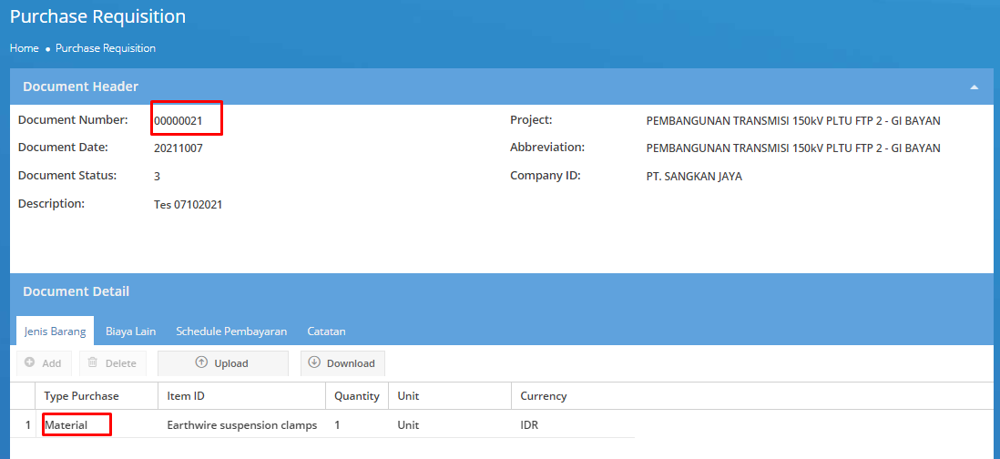 Purchase Requisition
Home • Purchase Requisition
Document Header
Document Number: 00000021 Project: PEMBANGUNAN TRANSMISI 150kV PLTU FTP 2 - GI BAYAN
Document Date: 20211007 Abbreviation: PEMBANGUNAN TRANSMISI 150kV PLTU FTP 2 - GI BAYAN
Document Status: 3 Company ID: PT. SANGKAN JAYA
Description: Tes 07102021
Document Detail
Jenis Barang Biaya Lain Schedule Pembayaran Catatan
Add Delete Upload Download
Type Purchase Item ID Quantity Unit Currency
1 Material Earthwire suspension clamps 1 Unit IDR